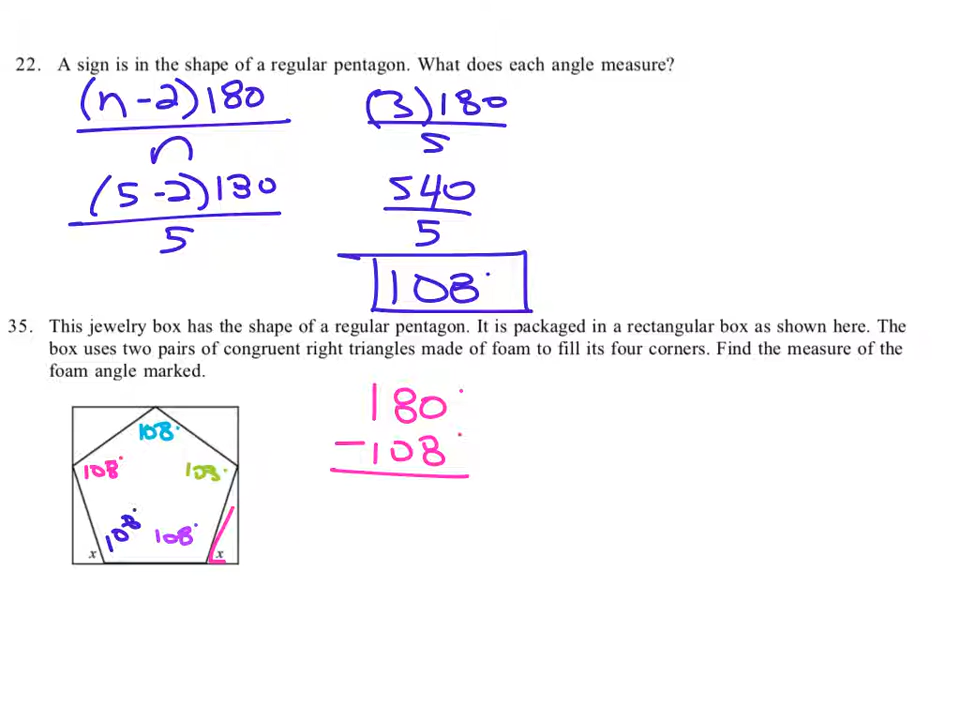 22. A sign is in the shape of a regular pentagon. What does each angle measure?
(n-2)180
n
(5-2)180
5
(3)180
5
540
5
108°
35. This jewelry box has the shape of a regular pentagon. It is packaged in a rectangular box as shown here. The
box uses two pairs of congruent right triangles made of foam to fill its four corners. Find the measure of the
foam angle marked.
108°
108° 108°
108° 108°
x x
180°
-108°